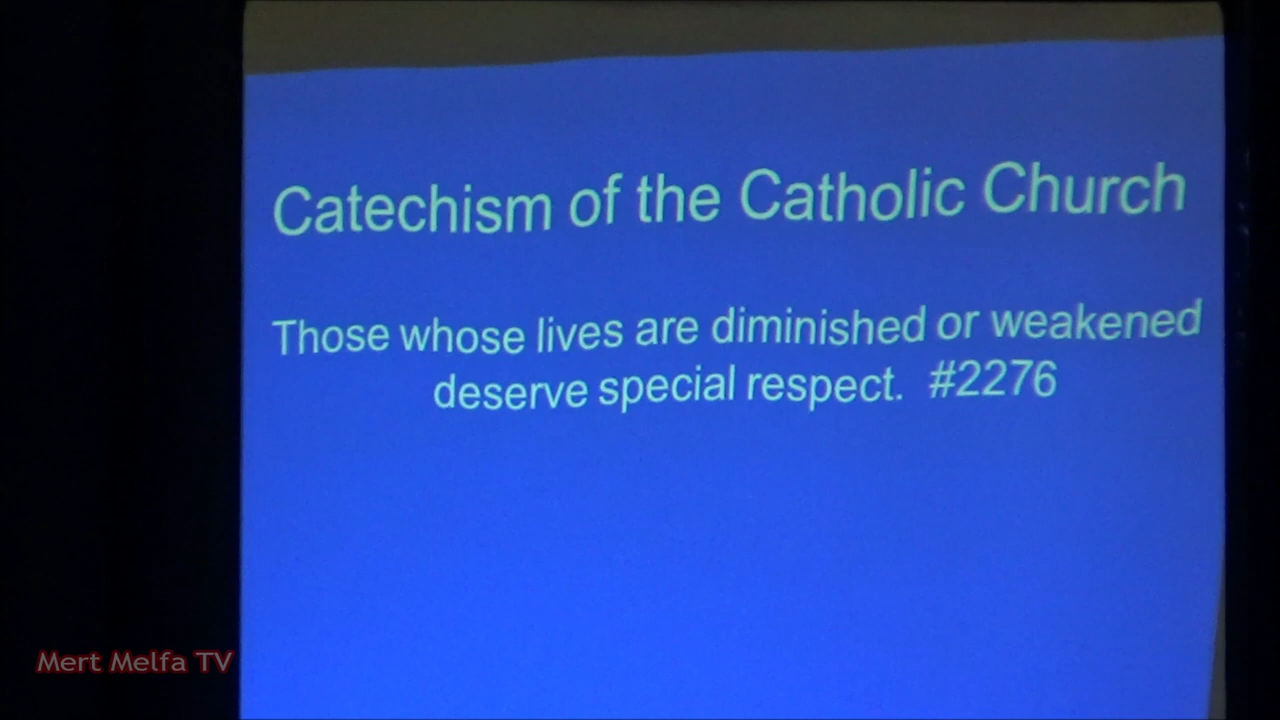 Catechism of the Catholic Church
Those whose lives are diminished or weakened
deserve special respect. #2276
Mert Melfa TV